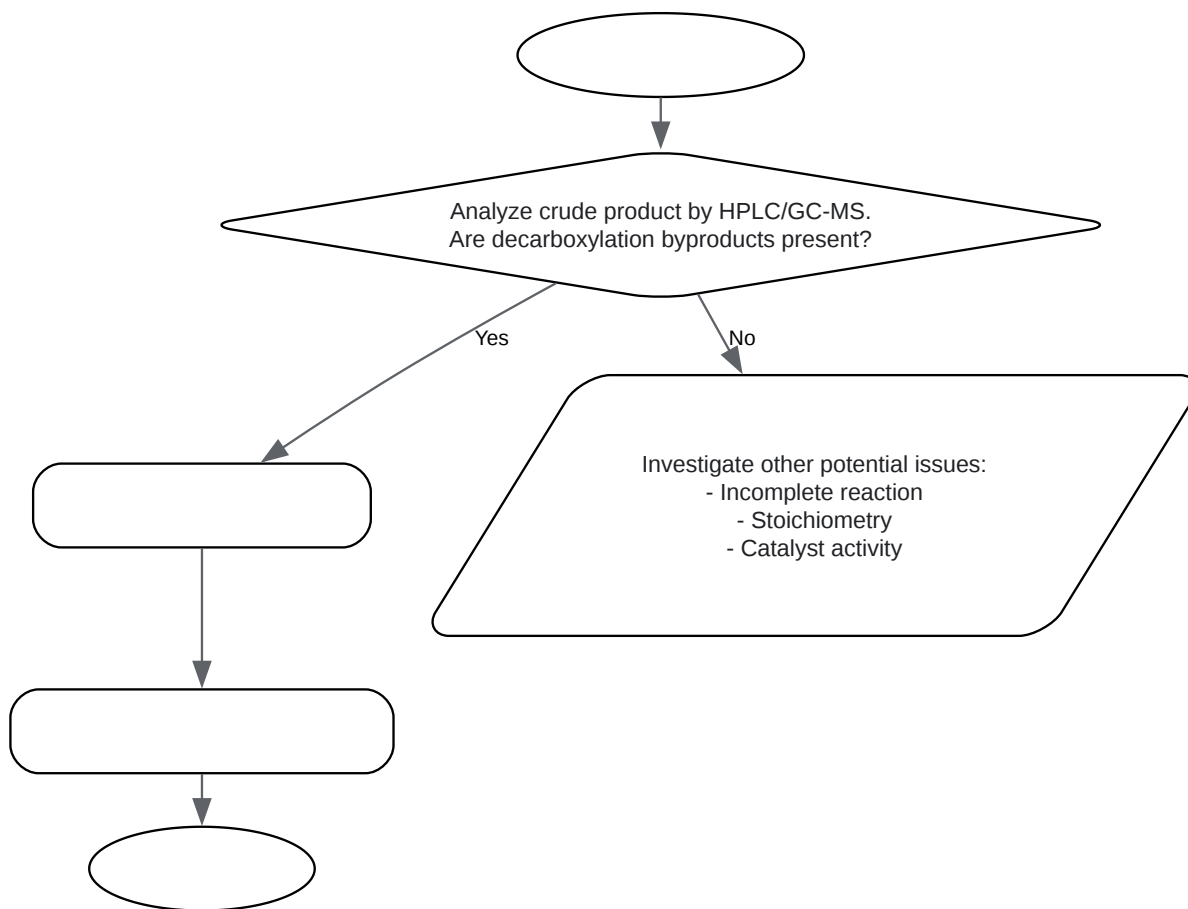 Analyze crude product by HPLC/GC-MS.
Are decarboxylation byproducts present?
Yes
No
Investigate other potential issues:
- Incomplete reaction
- Stoichiometry
- Catalyst activity